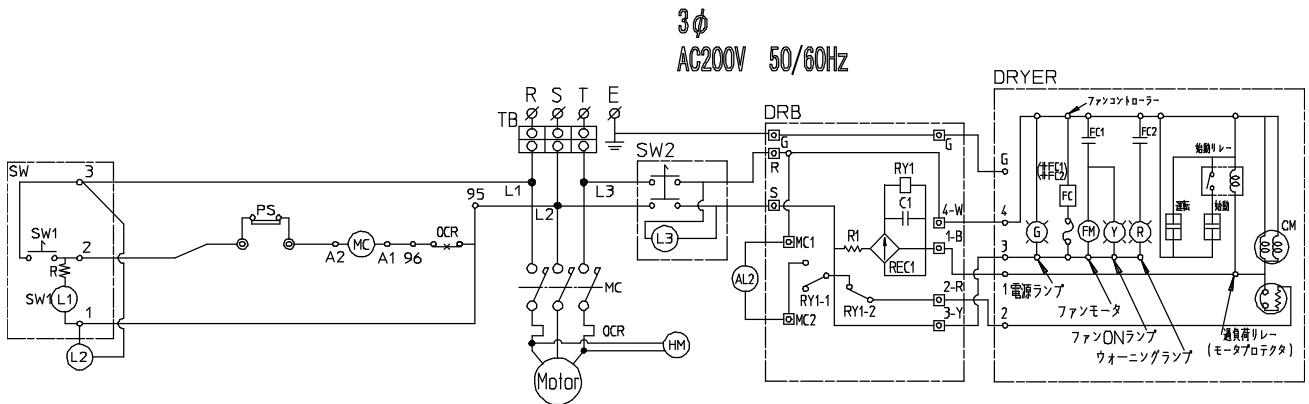 3φ
AC200V 50/60Hz
DRYER
R S T E
TB
DRB
ファンコントローラー
G
G
FC1
FC2
始動リレー
SW2
SW
3
R
RY1
G
(#FC1
#FC2)
L1
L3
C1
FC
運転
始動
95
S
4-W
4
L2
PS
OCR
SW1
2
L3
R1
1-B
G
FM
Y
R
CM
MC
A2
A1
96
MC1
REC1
3
R
AL2
1
電源ランプ
SW1
L1
MC
RY1-1
2-R
ファンモータ
1
RY1-2
3-Y
2
MC2
OCR
ファンONランプ
過負荷リレー
(モータプロテクタ)
L2
HM
ウォーニングランプ
Motor